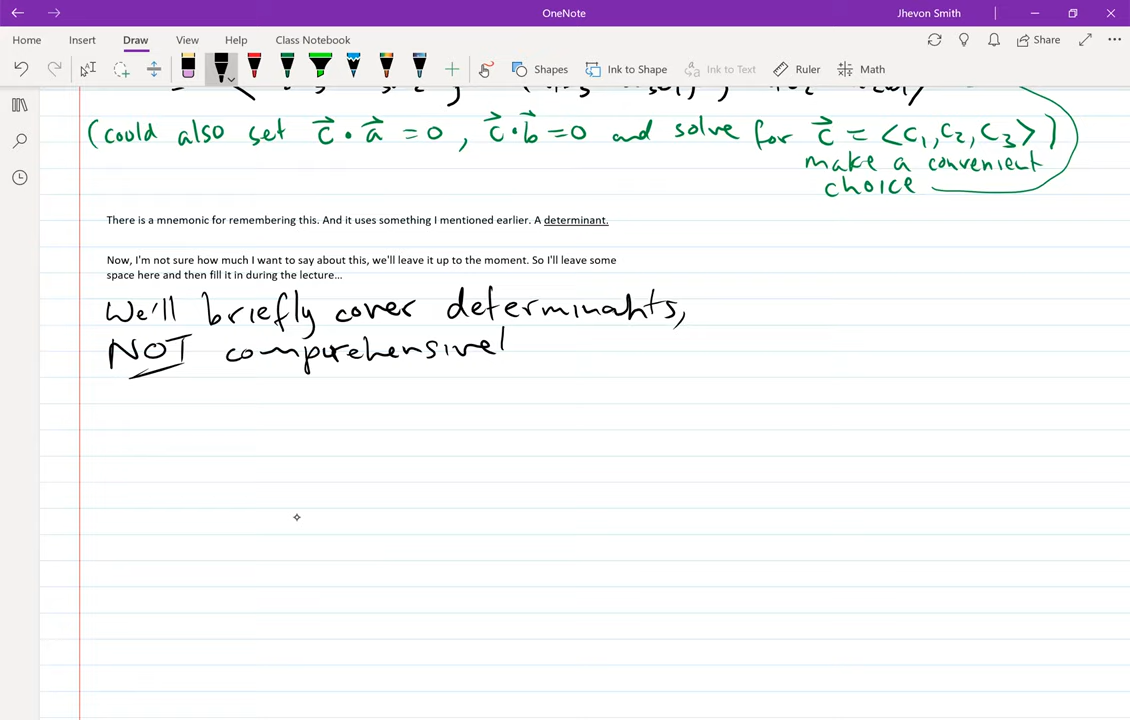 OneNote
Jhevon Smith
Home Insert Draw View Help Class Notebook
Share
Shapes Ink to Shape Ink to Text Ruler Math
(could also set c⃗ • a⃗ = 0, c⃗ • b⃗ = 0 and solve for c⃗ = <c₁, c₂, c₃>)
make a convenient
choice
There is a mnemonic for remembering this. And it uses something I mentioned earlier. A determinant.
Now, I'm not sure how much I want to say about this, we'll leave it up to the moment. So I'll leave some
space here and then fill it in during the lecture...
We'll briefly cover determinants,
NOT comprehensivel